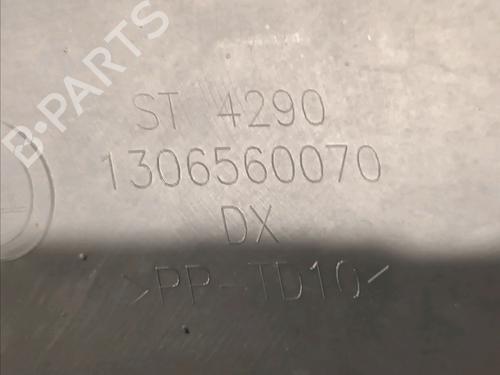 B-PARTS
ST 4290
1306560070
DX
>PP-TD10<